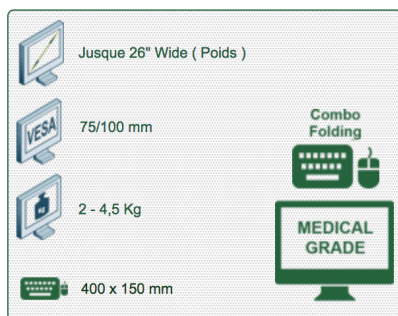 Jusque 26" Wide ( Poids )
VESA
75/100 mm
Combo
Folding
KG
2 - 4,5 Kg
MEDICAL
GRADE
400 x 150 mm